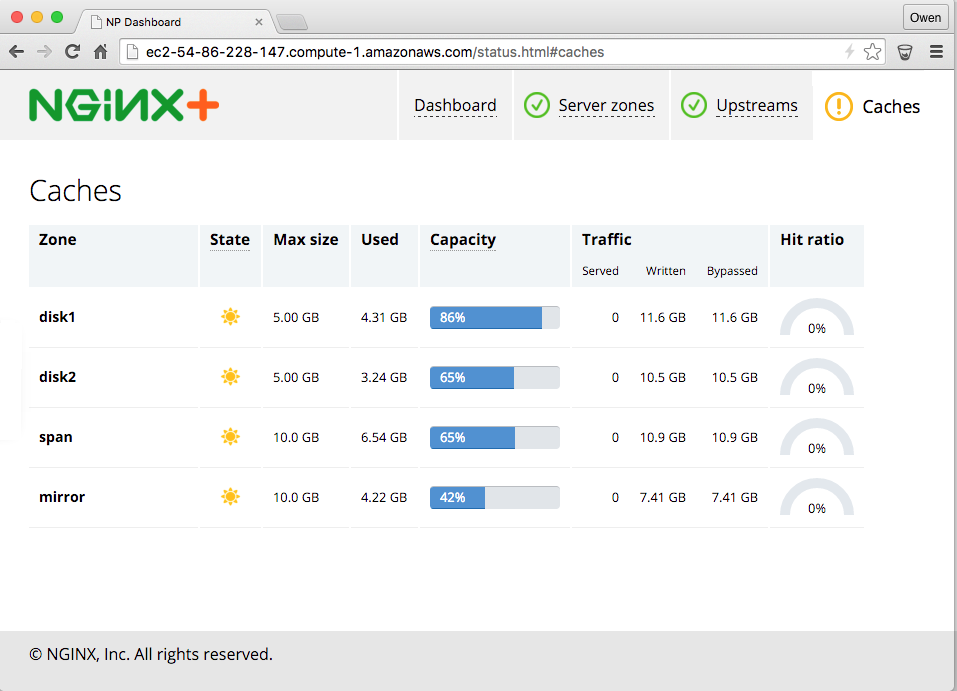 NP Dashboard
Owen
ec2-54-86-228-147.compute-1.amazonaws.com/status.html#caches
NGINX+
Dashboard
Server zones
Upstreams
Caches
Caches
Zone State Max size Used Capacity Traffic Hit ratio
Served Written Bypassed
disk1 5.00 GB 4.31 GB 86% 0 11.6 GB 11.6 GB 0%
disk2 5.00 GB 3.24 GB 65% 0 10.5 GB 10.5 GB 0%
span 10.0 GB 6.54 GB 65% 0 10.9 GB 10.9 GB 0%
mirror 10.0 GB 4.22 GB 42% 0 7.41 GB 7.41 GB 0%
© NGINX, Inc. All rights reserved.